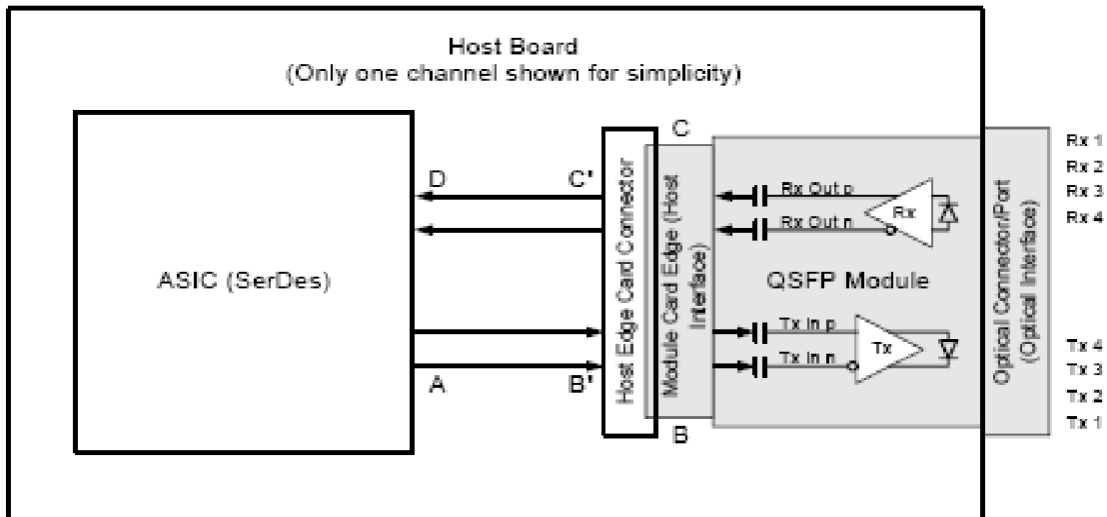 Host Board
(Only one channel shown for simplicity)
ASIC (SerDes)
D
C'
A
B'
Host Edge Card Connector
C
Module Card Edge (Host
Interface)
B
Rx Out p
Rx Out n
Rx
QSFP Module
Tx In p
Tx In n
Tx
Optical Connector/Port
(Optical Interface)
Rx 1
Rx 2
Rx 3
Rx 4
Tx 4
Tx 3
Tx 2
Tx 1